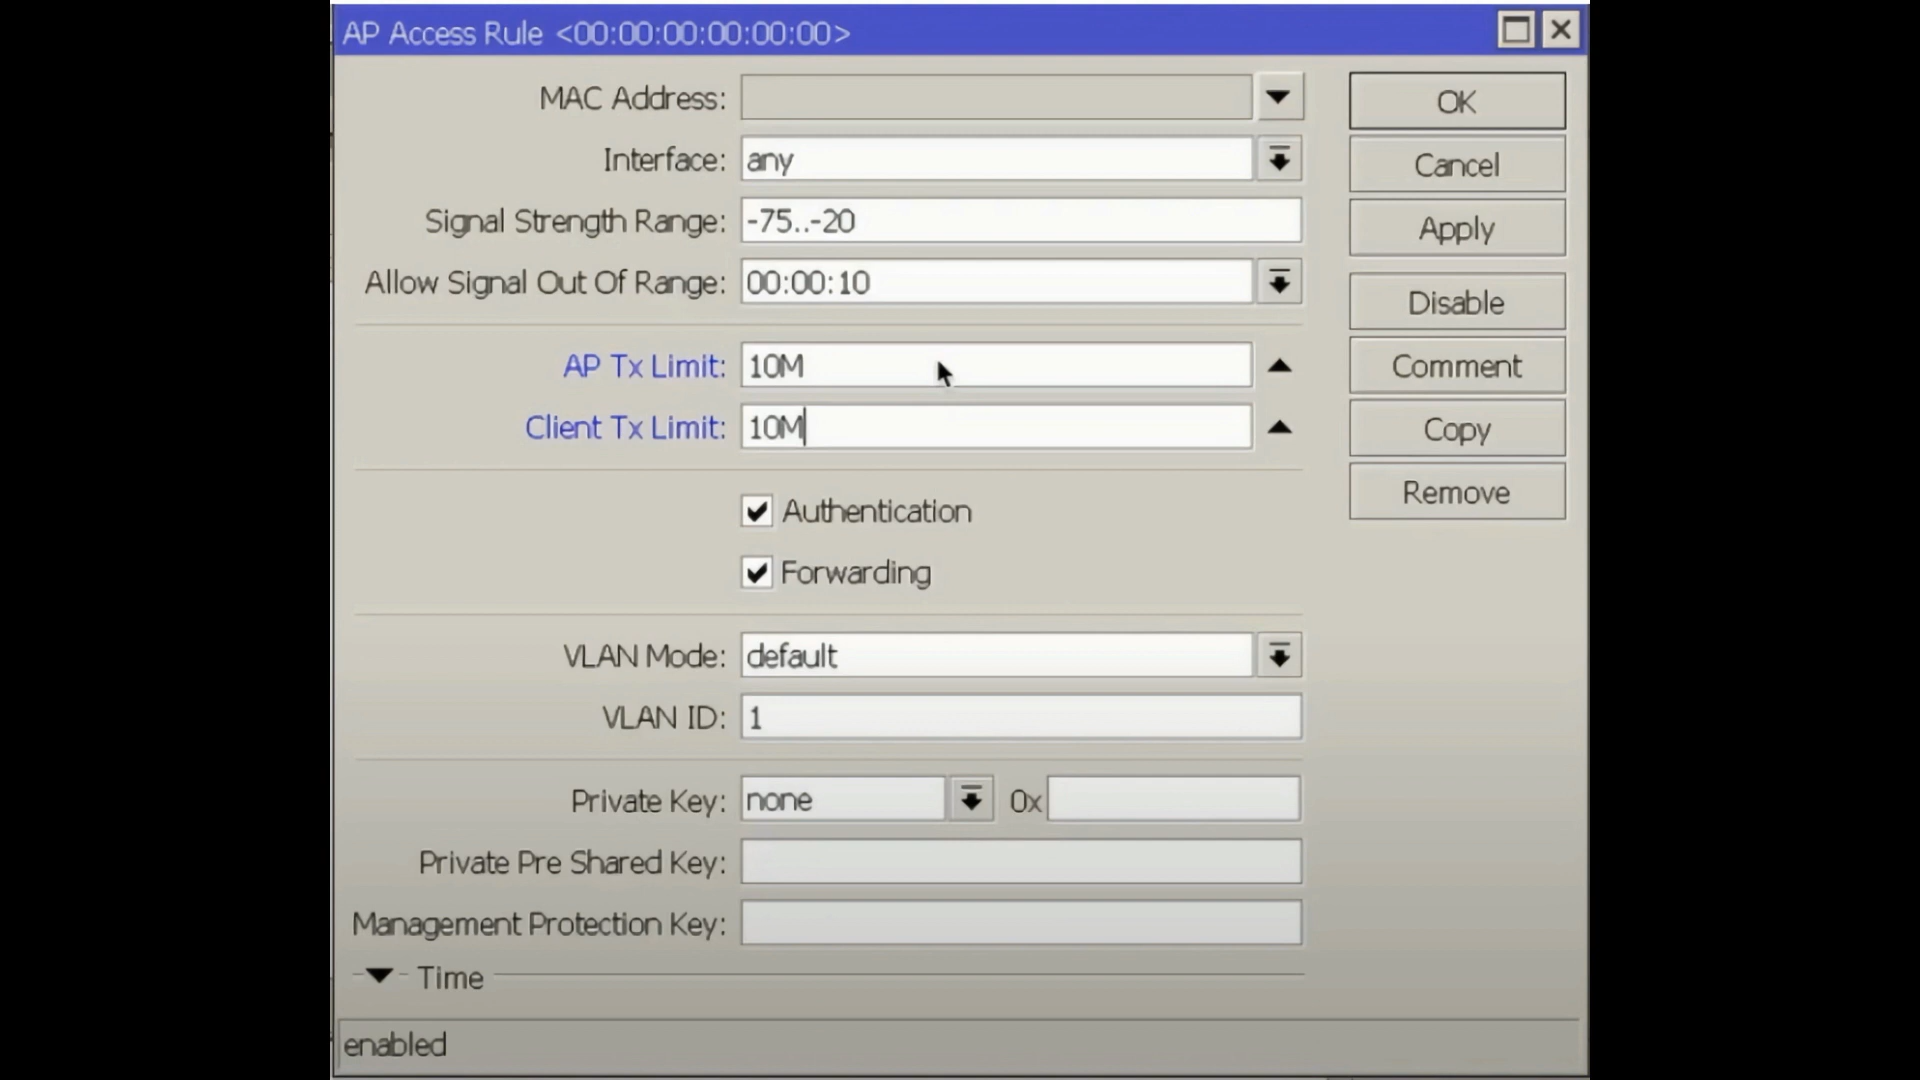 AP Access Rule <00:00:00:00:00:00>
MAC Address:
OK
Interface: any
Cancel
Signal Strength Range: -75..-20
Apply
Allow Signal Out Of Range: 00:00:10
Disable
AP Tx Limit: 10M
Comment
Client Tx Limit: 10M
Copy
Remove
Authentication
Forwarding
VLAN Mode: default
VLAN ID: 1
Private Key: none 0x
Private Pre Shared Key:
Management Protection Key:
Time
enabled